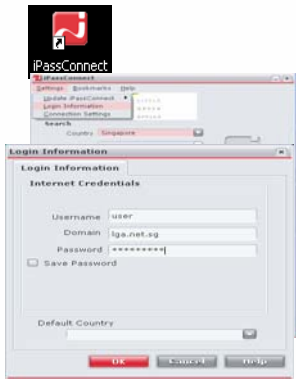 iPassConnect
iPassConnect
Settings Bookmarks Help
Update iPassConnect
Login Information
Connection Settings
Search
Country Singapore
Login Information
Login Information
Internet Credentials
Username user
Domain lga.net.sg
Password *********
Save Password
Default Country
OK Cancel Help